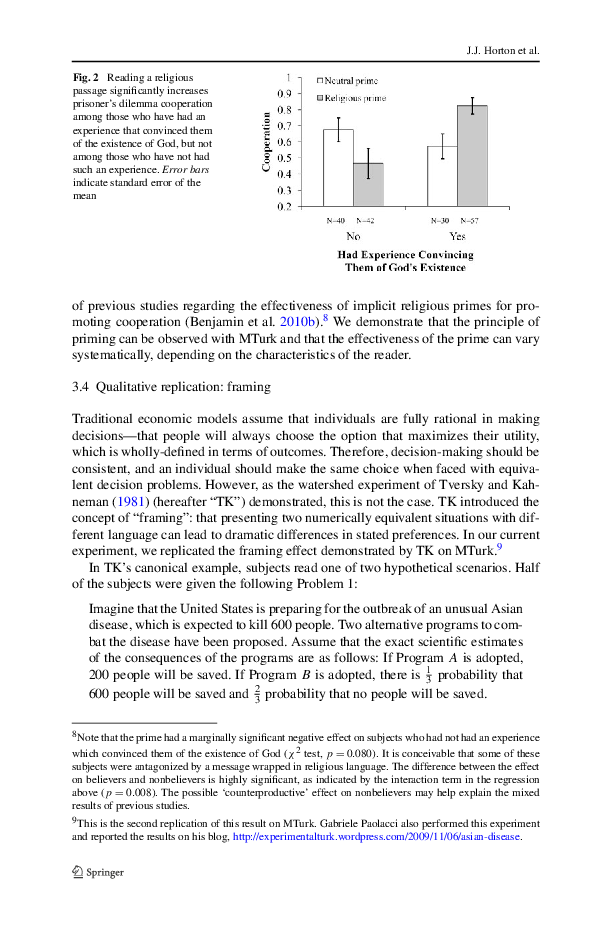 J.J. Horton et al.
Fig. 2 Reading a religious
passage significantly increases
prisoner's dilemma cooperation
among those who have had an
experience that convinced them
of the existence of God, but not
among those who have not had
such an experience. Error bars
indicate standard error of the
mean
Cooperation
1
0.9
0.8
0.7
0.6
0.5
0.4
0.3
0.2
Neutral prime
Religious prime
N=40 N=42 N=30 N=57
No Yes
Had Experience Convincing
Them of God's Existence
of previous studies regarding the effectiveness of implicit religious primes for pro-
moting cooperation (Benjamin et al. 2010b).8 We demonstrate that the principle of
priming can be observed with MTurk and that the effectiveness of the prime can vary
systematically, depending on the characteristics of the reader.
3.4 Qualitative replication: framing
Traditional economic models assume that individuals are fully rational in making
decisions—that people will always choose the option that maximizes their utility,
which is wholly-defined in terms of outcomes. Therefore, decision-making should be
consistent, and an individual should make the same choice when faced with equiva-
lent decision problems. However, as the watershed experiment of Tversky and Kah-
neman (1981) (hereafter “TK”) demonstrated, this is not the case. TK introduced the
concept of “framing”: that presenting two numerically equivalent situations with dif-
ferent language can lead to dramatic differences in stated preferences. In our current
experiment, we replicated the framing effect demonstrated by TK on MTurk.9
In TK's canonical example, subjects read one of two hypothetical scenarios. Half
of the subjects were given the following Problem 1:
Imagine that the United States is preparing for the outbreak of an unusual Asian
disease, which is expected to kill 600 people. Two alternative programs to com-
bat the disease have been proposed. Assume that the exact scientific estimates
of the consequences of the programs are as follows: If Program A is adopted,
200 people will be saved. If Program B is adopted, there is 1/3 probability that
600 people will be saved and 2/3 probability that no people will be saved.
8Note that the prime had a marginally significant negative effect on subjects who had not had an experience
which convinced them of the existence of God (χ2 test, p = 0.080). It is conceivable that some of these
subjects were antagonized by a message wrapped in religious language. The difference between the effect
on believers and nonbelievers is highly significant, as indicated by the interaction term in the regression
above (p = 0.008). The possible ‘counterproductive’ effect on nonbelievers may help explain the mixed
results of previous studies.
9This is the second replication of this result on MTurk. Gabriele Paolacci also performed this experiment
and reported the results on his blog, http://experimentalturk.wordpress.com/2009/11/06/asian-disease.
Springer